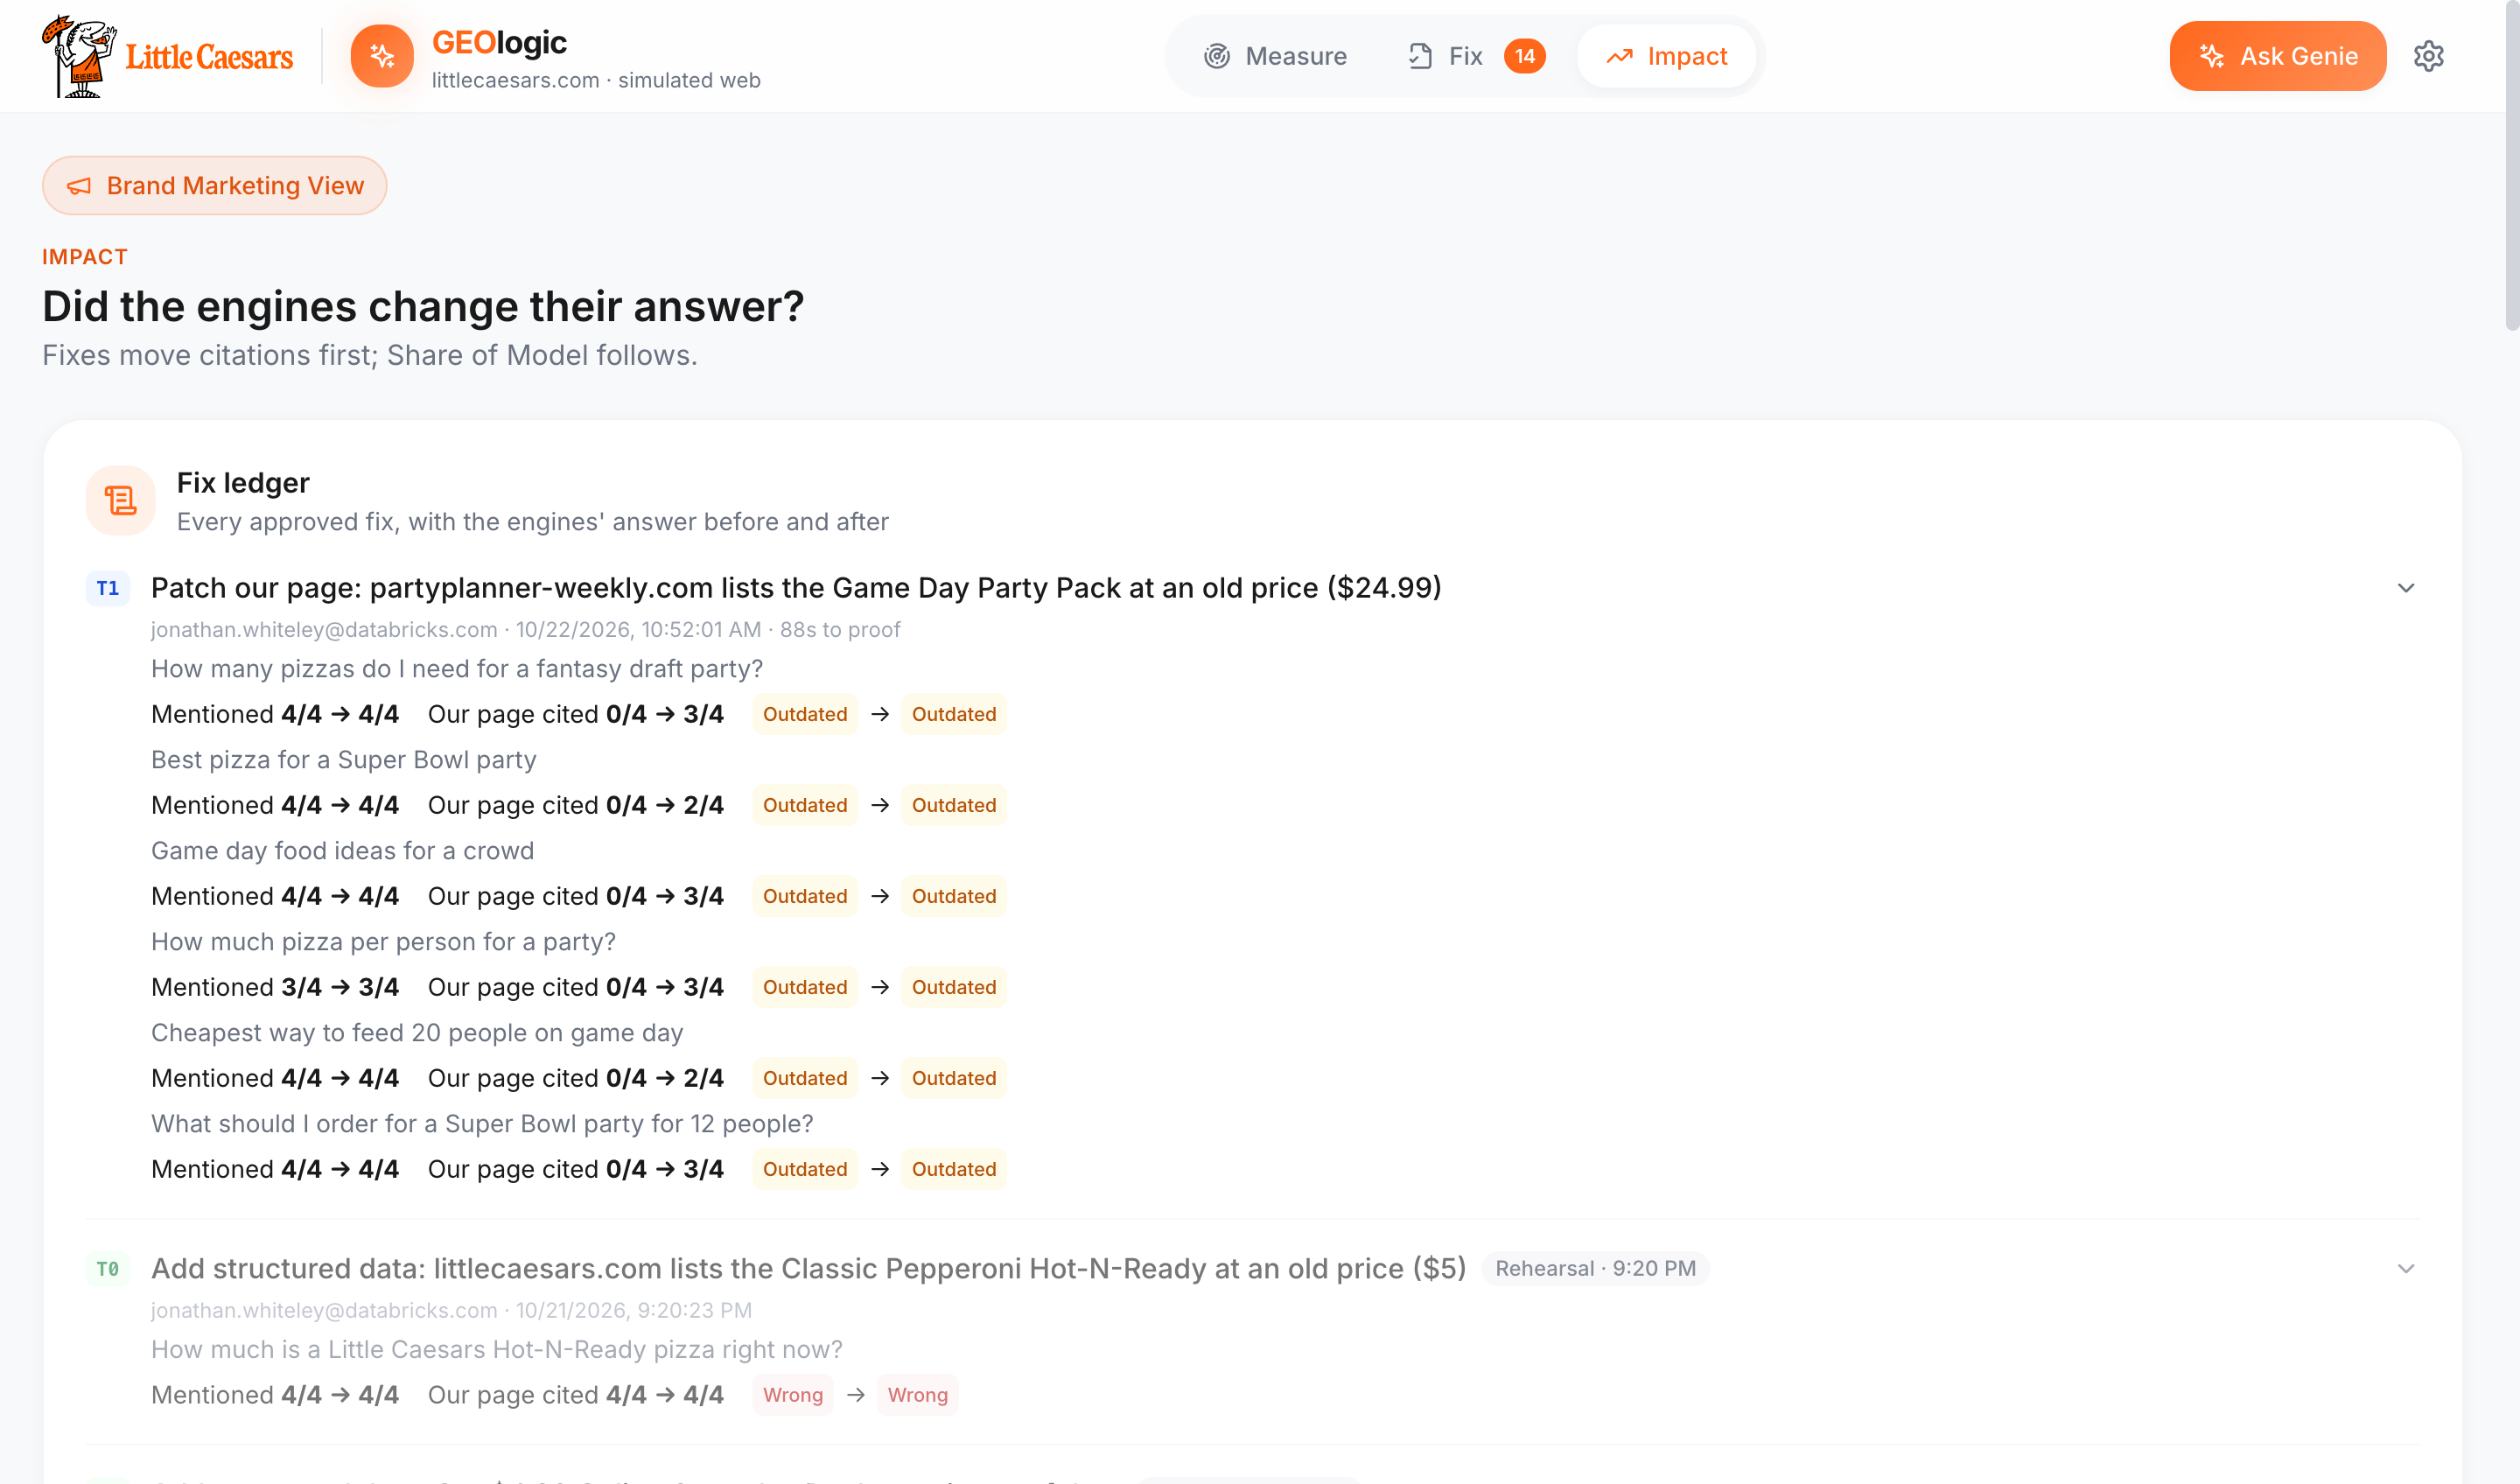 Little Caesars
GEOlogic
littlecaesars.com · simulated web
Measure
Fix 14
Impact
Ask Genie
Brand Marketing View
IMPACT
Did the engines change their answer?
Fixes move citations first; Share of Model follows.
Fix ledger
Every approved fix, with the engines' answer before and after
T1 Patch our page: partyplanner-weekly.com lists the Game Day Party Pack at an old price ($24.99)
jonathan.whiteley@databricks.com · 10/22/2026, 10:52:01 AM · 88s to proof
How many pizzas do I need for a fantasy draft party?
Mentioned 4/4 → 4/4 Our page cited 0/4 → 3/4 Outdated → Outdated
Best pizza for a Super Bowl party
Mentioned 4/4 → 4/4 Our page cited 0/4 → 2/4 Outdated → Outdated
Game day food ideas for a crowd
Mentioned 4/4 → 4/4 Our page cited 0/4 → 3/4 Outdated → Outdated
How much pizza per person for a party?
Mentioned 3/4 → 3/4 Our page cited 0/4 → 3/4 Outdated → Outdated
Cheapest way to feed 20 people on game day
Mentioned 4/4 → 4/4 Our page cited 0/4 → 2/4 Outdated → Outdated
What should I order for a Super Bowl party for 12 people?
Mentioned 4/4 → 4/4 Our page cited 0/4 → 3/4 Outdated → Outdated
T0 Add structured data: littlecaesars.com lists the Classic Pepperoni Hot-N-Ready at an old price ($5) Rehearsal · 9:20 PM
jonathan.whiteley@databricks.com · 10/21/2026, 9:20:23 PM
How much is a Little Caesars Hot-N-Ready pizza right now?
Mentioned 4/4 → 4/4 Our page cited 4/4 → 4/4 Wrong → Wrong